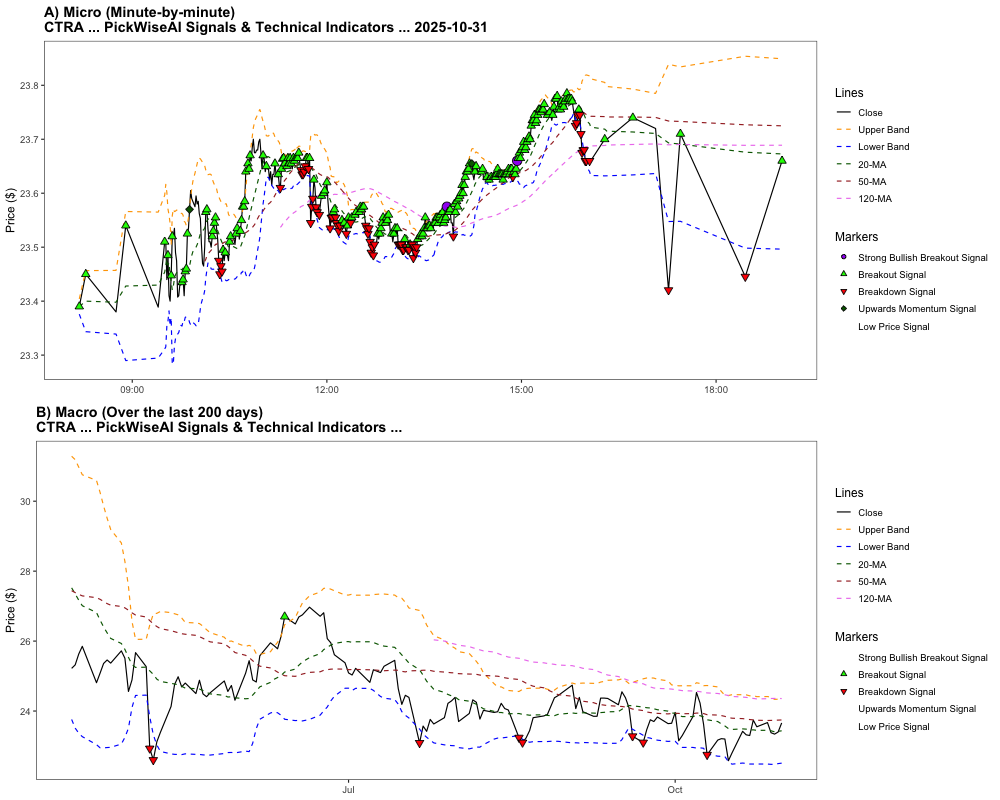 A) Micro (Minute-by-minute)
CTRA ... PickWiseAI Signals & Technical Indicators ... 2025-10-31
Price ($)
23.8
23.7
23.6
23.5
23.4
23.3
09:00
12:00
15:00
18:00
Lines
Close
Upper Band
Lower Band
20-MA
50-MA
120-MA
Markers
Strong Bullish Breakout Signal
Breakout Signal
Breakdown Signal
Upwards Momentum Signal
Low Price Signal
B) Macro (Over the last 200 days)
CTRA ... PickWiseAI Signals & Technical Indicators ...
Price ($)
30
28
26
24
Jul
Oct
Lines
Close
Upper Band
Lower Band
20-MA
50-MA
120-MA
Markers
Strong Bullish Breakout Signal
Breakout Signal
Breakdown Signal
Upwards Momentum Signal
Low Price Signal